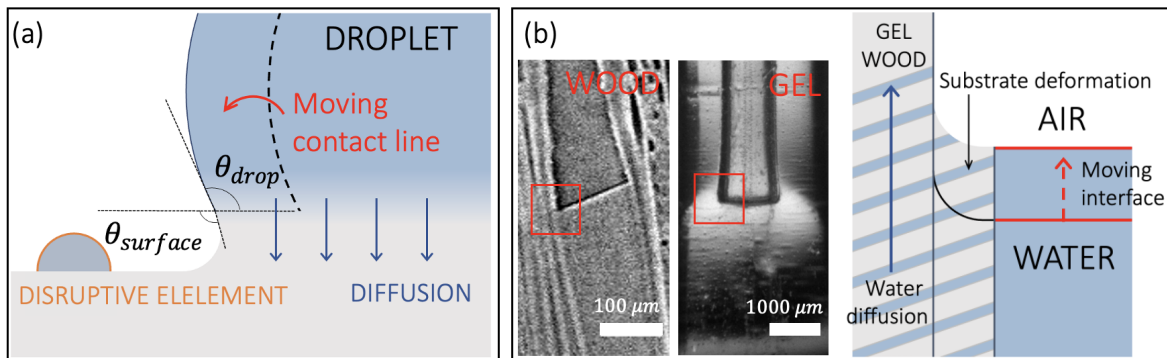 (a)
DROPLET
Moving
contact line
θdrop
θsurface
DISRUPTIVE ELELEMENT
DIFFUSION
(b)
WOOD
100 μm
GEL
1000 μm
GEL
WOOD
Substrate deformation
AIR
Moving
interface
WATER
Water
diffusion